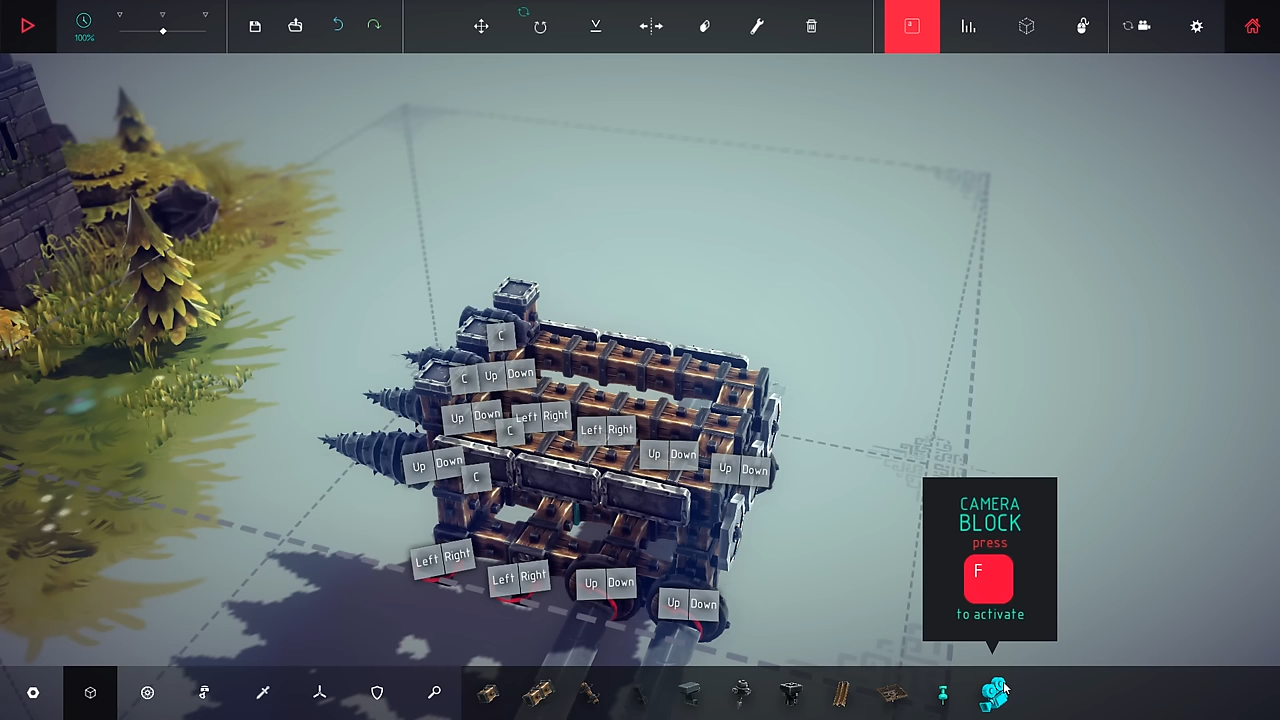 100%
C
C Up Down
Up Down Left Right
C Left Right
Up Down
Up Down
Up Down
C
Left Right
Left Right
Up Down
Up Down
CAMERA
BLOCK
press
F
to activate